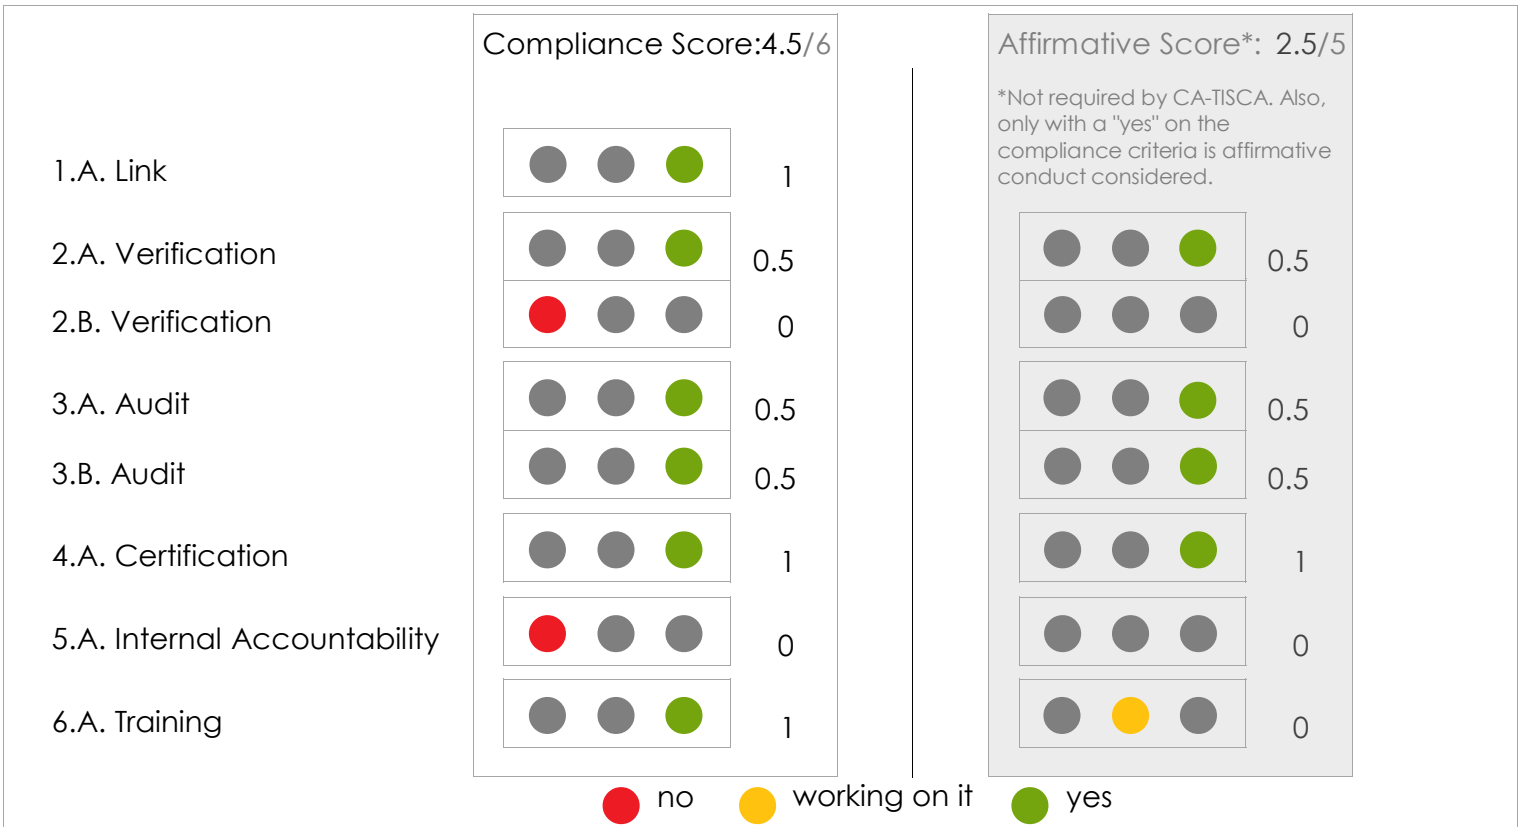 Compliance Score:4.5/6
Affirmative Score*: 2.5/5
*Not required by CA-TISCA. Also,
only with a "yes" on the
compliance criteria is affirmative
conduct considered.
1.A. Link 1
2.A. Verification 0.5 0.5
2.B. Verification 0 0
3.A. Audit 0.5 0.5
3.B. Audit 0.5 0.5
4.A. Certification 1 1
5.A. Internal Accountability 0 0
6.A. Training 1 0
no working on it yes